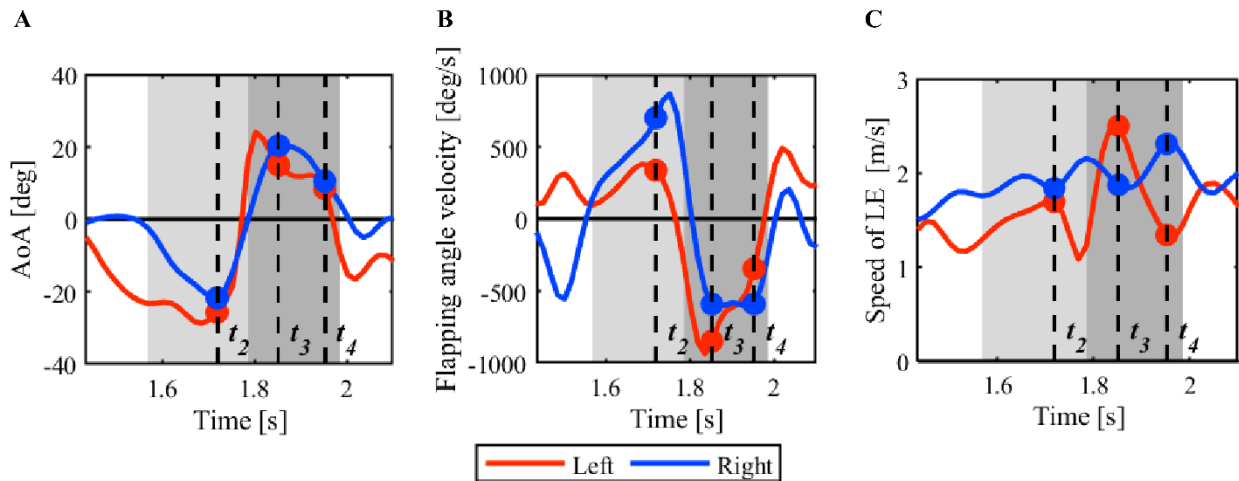 A
AoA [deg]
40
20
0
-20
-40
t2
t3
t4
1.6
1.8
2
Time [s]
B
Flapping angle velocity [deg/s]
1000
500
0
-500
-1000
t2
t3
t4
1.6
1.8
2
Time [s]
C
Speed of LE [m/s]
3
2
1
0
t2
t3
t4
1.6
1.8
2
Time [s]
Left
Right